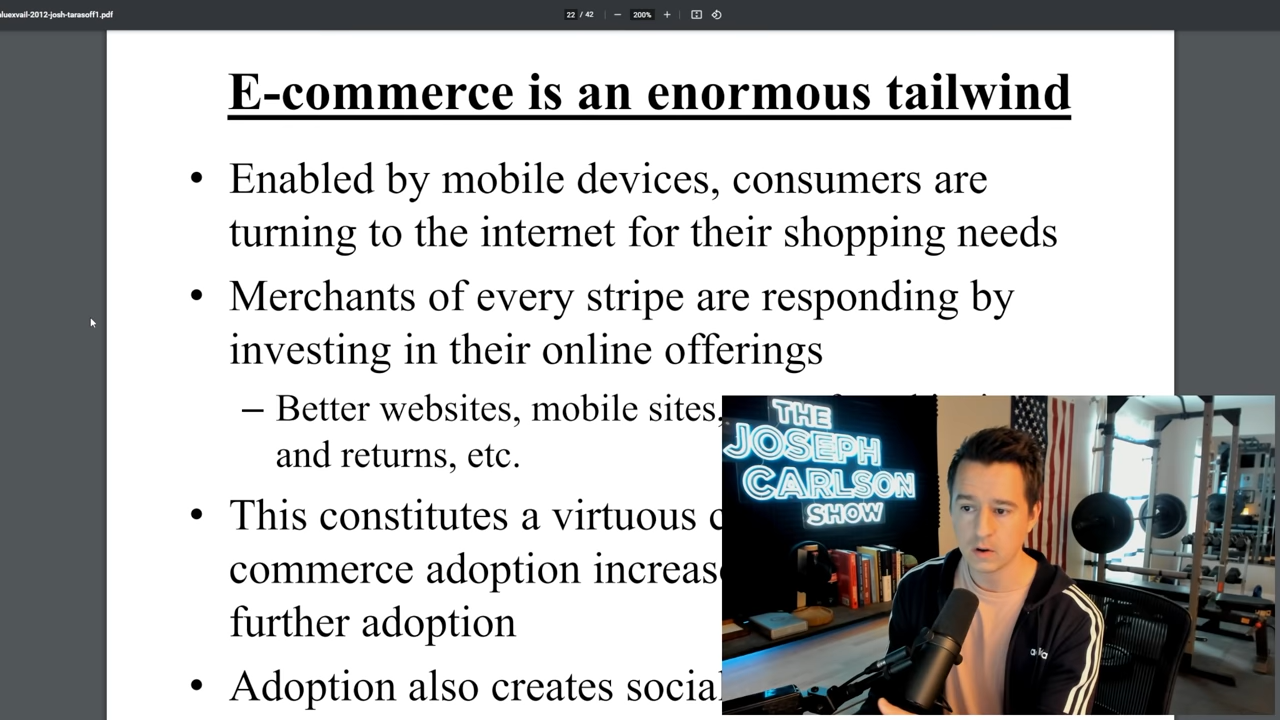 luexvail-2012-josh-tarasoff1.pdf
22 / 42
200%
E-commerce is an enormous tailwind
• Enabled by mobile devices, consumers are
turning to the internet for their shopping needs
• Merchants of every stripe are responding by
investing in their online offerings
– Better websites, mobile sites,
and returns, etc.
• This constitutes a virtuous
commerce adoption
further adoption
• Adoption also creates social
THE
JOSEPH
CARLSON
SHOW